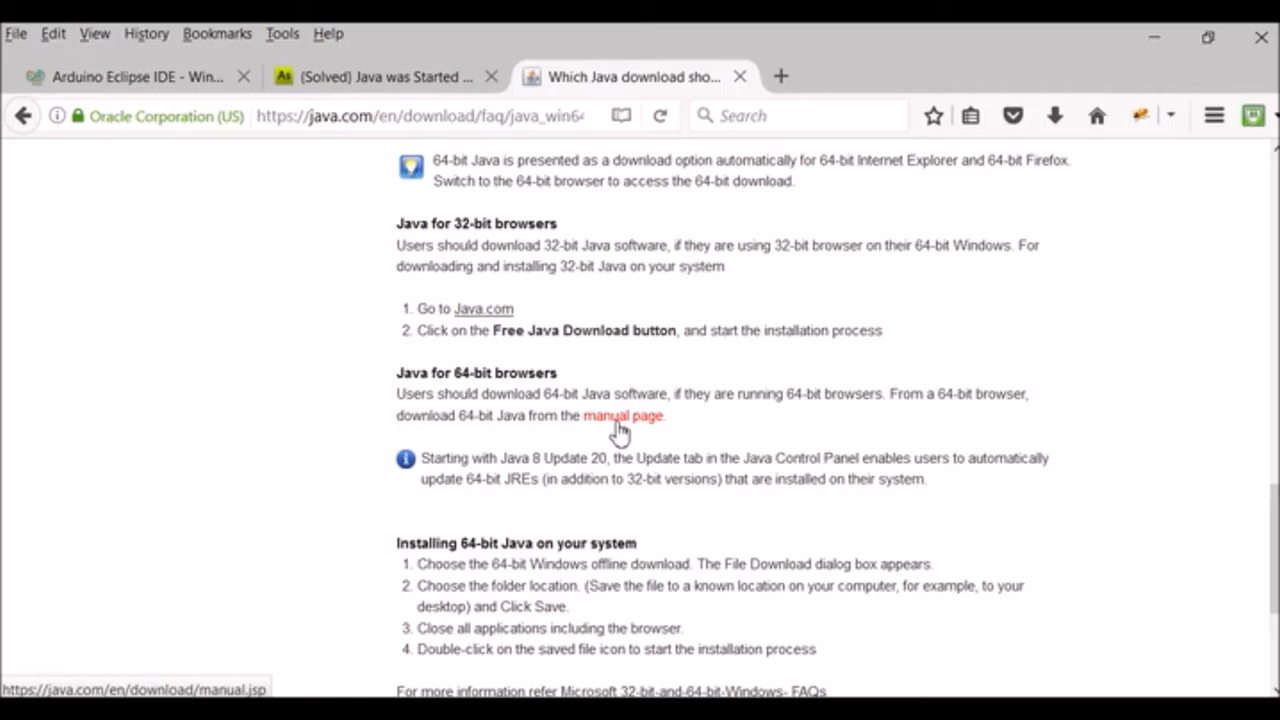 File Edit View History Bookmarks Tools Help
Arduino Eclipse IDE - Win... (Solved) Java was Started ... Which Java download sho...
Oracle Corporation (US) https://java.com/en/download/faq/java_win6 Search
64-bit Java is presented as a download option automatically for 64-bit Internet Explorer and 64-bit Firefox.
Switch to the 64-bit browser to access the 64-bit download.
Java for 32-bit browsers
Users should download 32-bit Java software, if they are using 32-bit browser on their 64-bit Windows. For
downloading and installing 32-bit Java on your system
1. Go to Java.com
2. Click on the Free Java Download button, and start the installation process
Java for 64-bit browsers
Users should download 64-bit Java software, if they are running 64-bit browsers. From a 64-bit browser,
download 64-bit Java from the manual page.
Starting with Java 8 Update 20, the Update tab in the Java Control Panel enables users to automatically
update 64-bit JREs (in addition to 32-bit versions) that are installed on their system.
Installing 64-bit Java on your system
1. Choose the 64-bit Windows offline download. The File Download dialog box appears.
2. Choose the folder location. (Save the file to a known location on your computer, for example, to your
desktop) and Click Save.
3. Close all applications including the browser.
4. Double-click on the saved file icon to start the installation process
For more information refer Microsoft 32-bit-and-64-bit-Windows- FAQs
https://java.com/en/download/manual.jsp